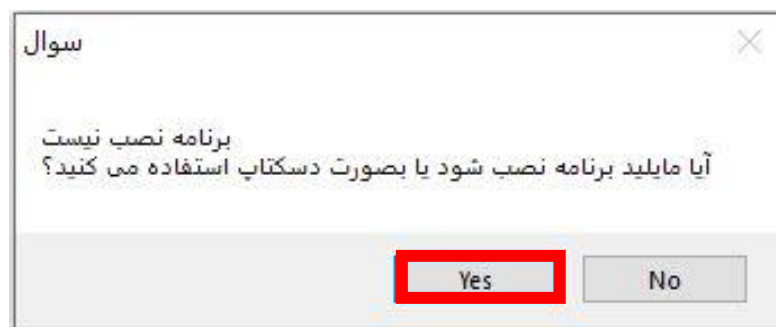 سوال
برنامه نصب نیست
آیا مایلید برنامه نصب شود یا بصورت دسکتاپ استفاده می کنید؟
Yes
No